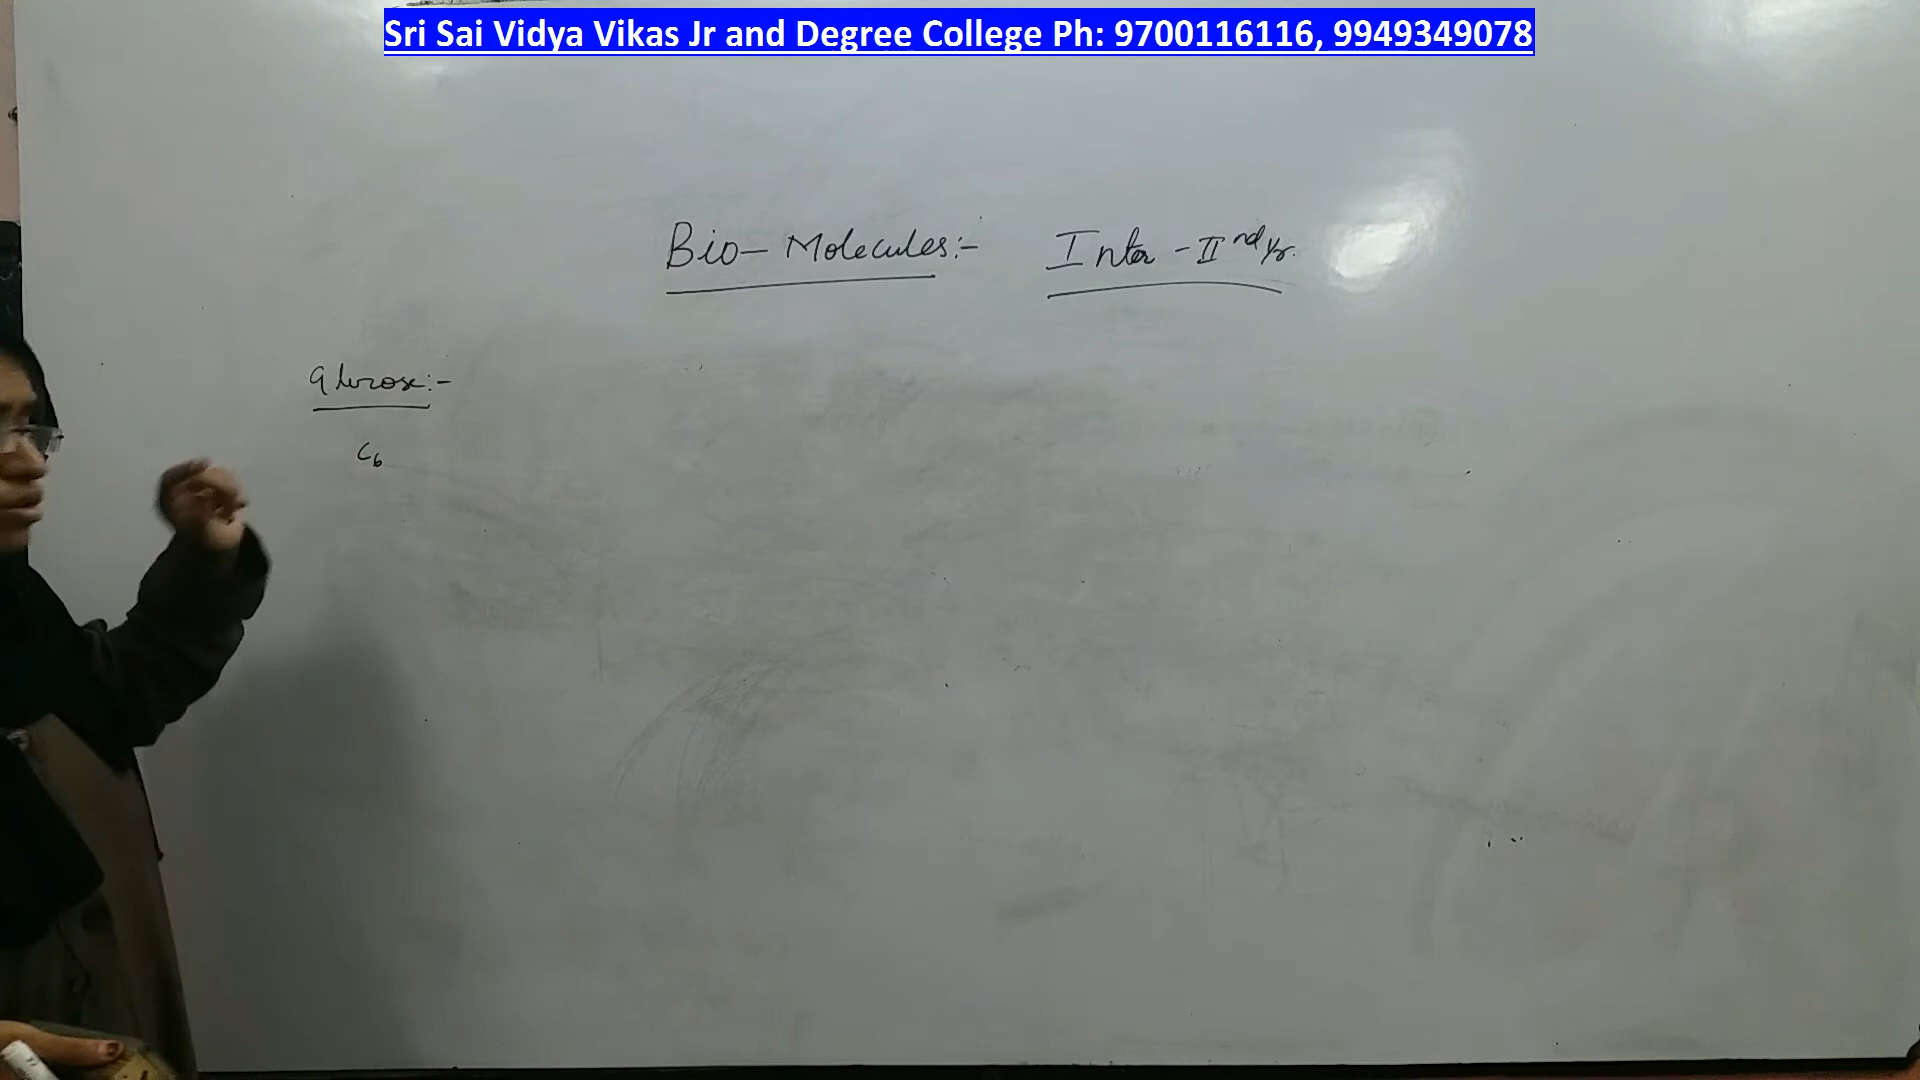 Sri Sai Vidya Vikas Jr and Degree College Ph: 9700116116, 9949349078
Bio - Molecules:- Inter - IInd Yr.
Glucose:-
C6